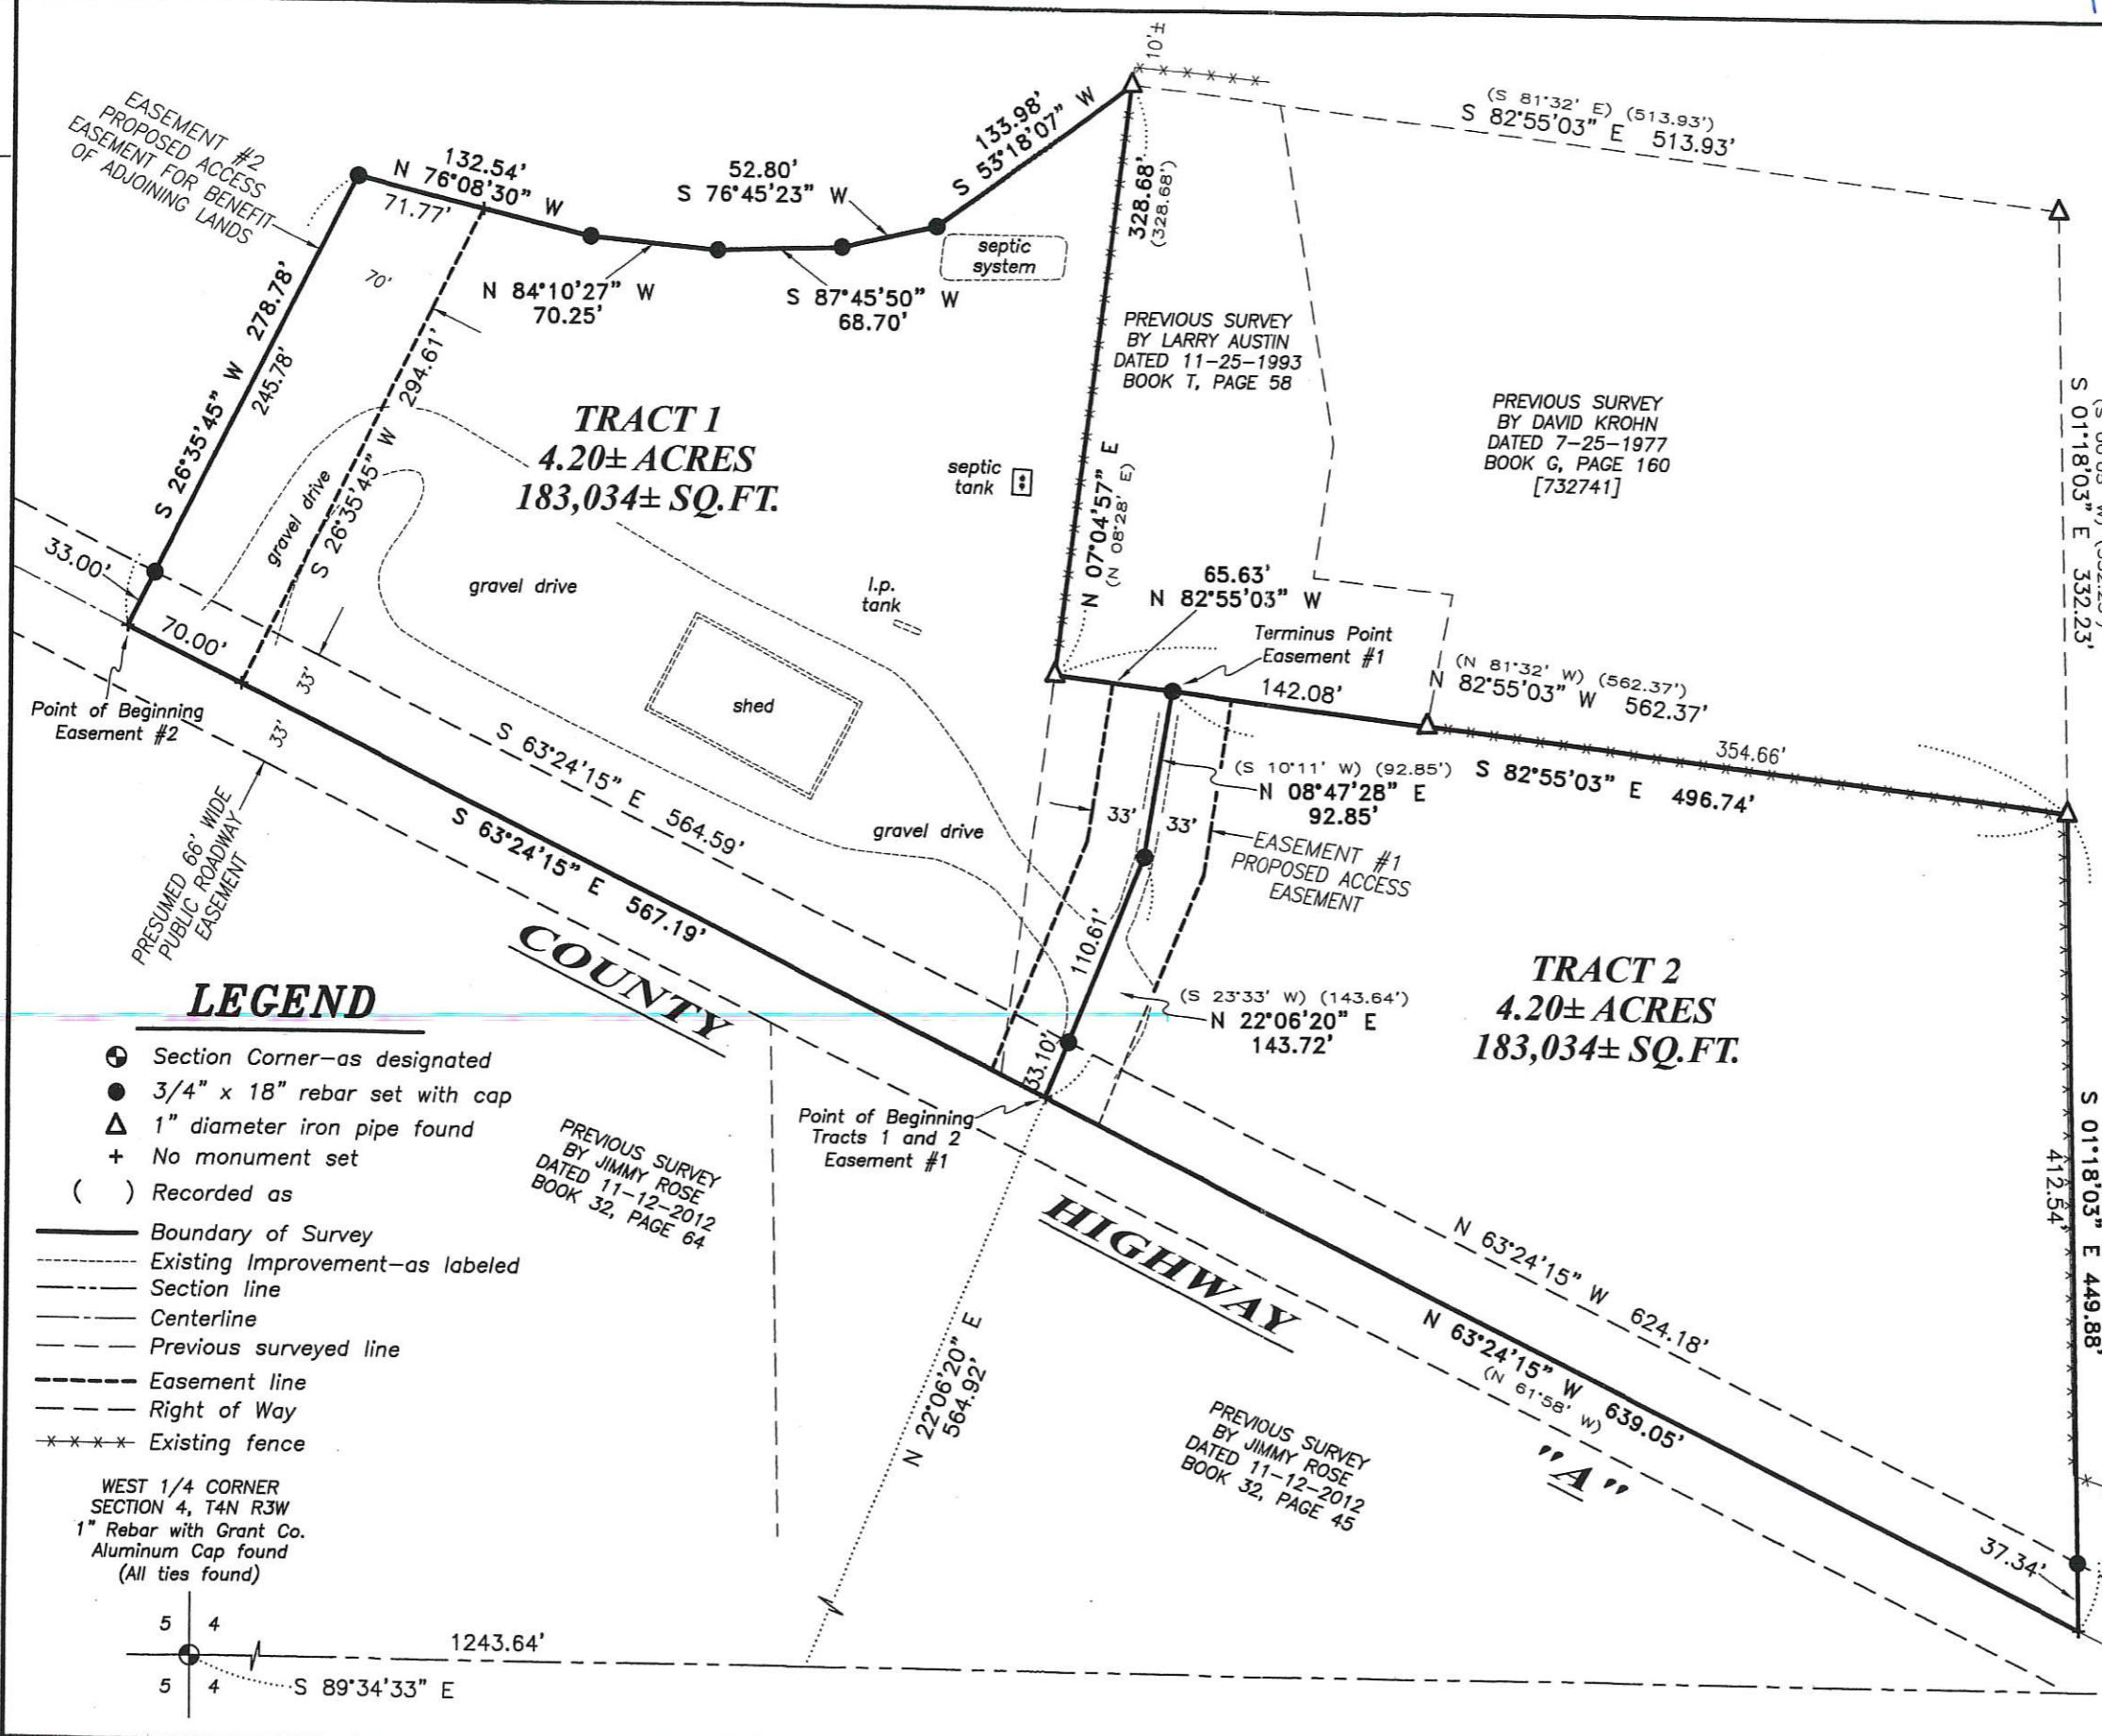 10'±
(S 81°32' E) (513.93')
S 82°55'03" E 513.93'
EASEMENT #2
PROPOSED ACCESS
EASEMENT FOR BENEFIT
OF ADJOINING LANDS
132.54'
N 76°08'30" W
71.77'
52.80'
S 76°45'23" W
133.98'
S 53°18'07" W
328.68'
(328.68')
septic
system
70'
N 84°10'27" W
70.25'
S 87°45'50" W
68.70'
S 26°35'45" W 278.78'
245.78'
294.61'
S 26°35'45" W
PREVIOUS SURVEY
BY LARRY AUSTIN
DATED 11-25-1993
BOOK T, PAGE 58
PREVIOUS SURVEY
BY DAVID KROHN
DATED 7-25-1977
BOOK G, PAGE 160
[732741]
S 01°18'03" E 332.23'
TRACT 1
4.20± ACRES
183,034± SQ.FT.
septic
tank
N 07°04'57" E
(N 08°28' E)
gravel drive
gravel drive
l.p.
tank
33.00'
70.00'
65.63'
N 82°55'03" W
Terminus Point
Easement #1
142.08'
(N 81°32' W) (562.37')
N 82°55'03" W 562.37'
354.66'
S 82°55'03" E 496.74'
shed
33'
33'
Point of Beginning
Easement #2
S 63°24'15" E 564.59'
S 63°24'15" E 567.19'
gravel drive
(S 10°11' W) (92.85')
N 08°47'28" E
92.85'
33'
33'
EASEMENT #1
PROPOSED ACCESS
EASEMENT
PRESUMED 66' WIDE
PUBLIC ROADWAY
EASEMENT
110.61'
(S 23°33' W) (143.64')
N 22°06'20" E
143.72'
33.10'
TRACT 2
4.20± ACRES
183,034± SQ.FT.
COUNTY
Point of Beginning
Tracts 1 and 2
Easement #1
HIGHWAY
"A"
S 01°18'03" E 449.88'
412.54'
N 63°24'15" W 624.18'
N 63°24'15" W 639.05'
(N 61°58' W)
37.34'
N 22°06'20" E
564.92'
PREVIOUS SURVEY
BY JIMMY ROSE
DATED 11-12-2012
BOOK 32, PAGE 64
PREVIOUS SURVEY
BY JIMMY ROSE
DATED 11-12-2012
BOOK 32, PAGE 45
LEGEND
Section Corner-as designated
3/4" x 18" rebar set with cap
1" diameter iron pipe found
+ No monument set
( ) Recorded as
Boundary of Survey
Existing Improvement-as labeled
Section line
Centerline
Previous surveyed line
Easement line
Right of Way
Existing fence
WEST 1/4 CORNER
SECTION 4, T4N R3W
1" Rebar with Grant Co.
Aluminum Cap found
(All ties found)
5 4
5 4
1243.64'
S 89°34'33" E